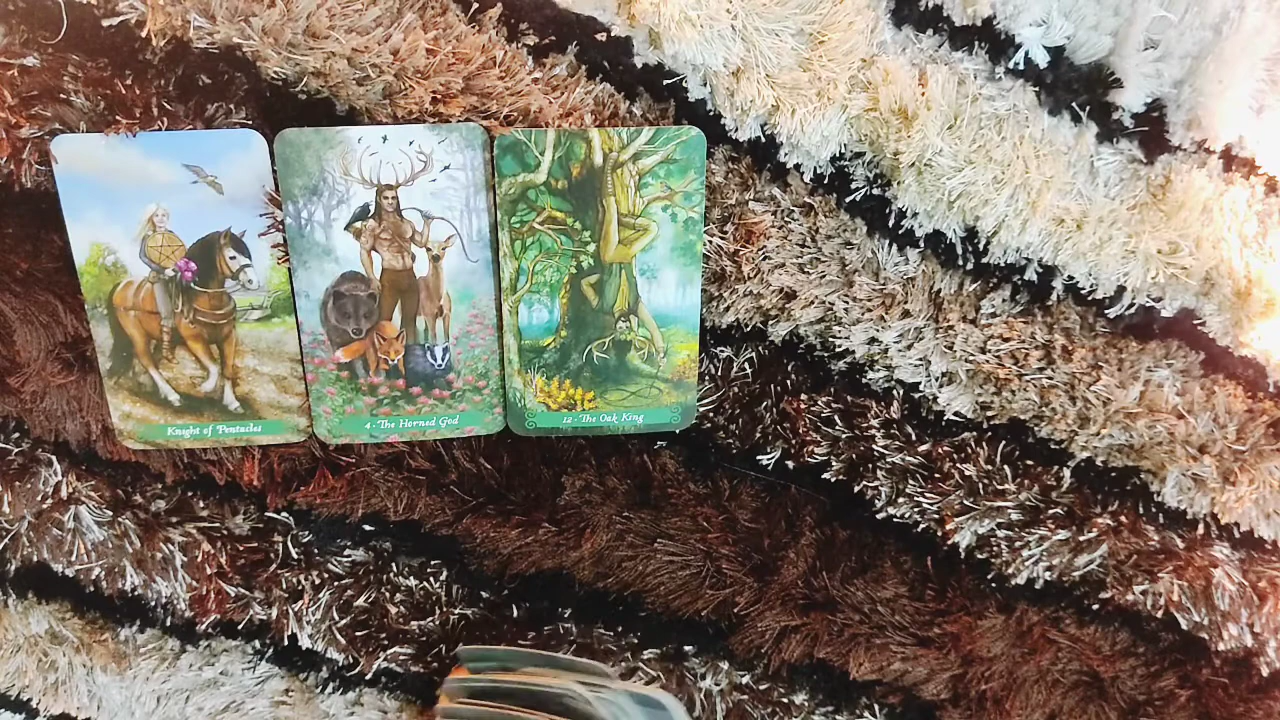 Knight of Pentacles
4 • The Horned God
12 • The Oak King